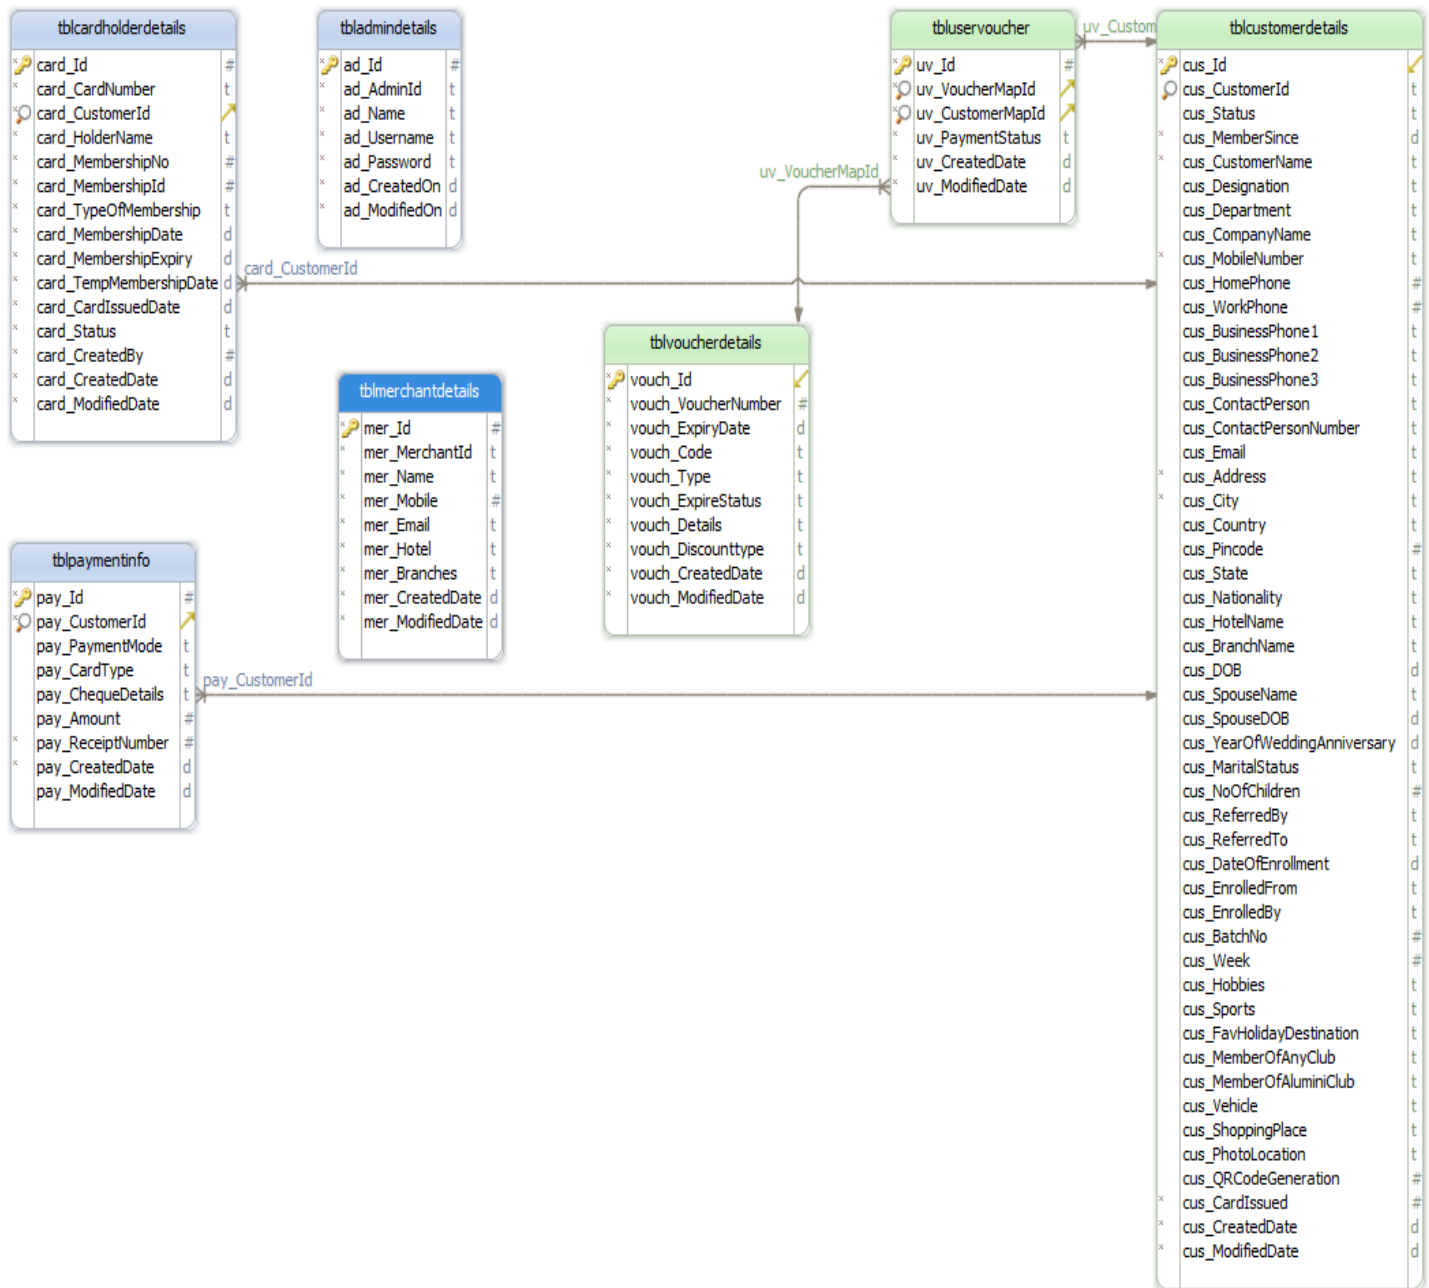 tblcardholderdetails
card_Id #
card_CardNumber t
card_CustomerId
card_HolderName t
card_MembershipNo #
card_MembershipId #
card_TypeOfMembership t
card_MembershipDate d
card_MembershipExpiry d
card_TempMembershipDate d
card_CardIssuedDate d
card_Status t
card_CreatedBy #
card_CreatedDate d
card_ModifiedDate d
card_CustomerId
tbladmindetails
ad_Id #
ad_AdminId t
ad_Name t
ad_Username t
ad_Password t
ad_CreatedOn d
ad_ModifiedOn d
tbluservoucher
uv_Id #
uv_VoucherMapId
uv_CustomerMapId
uv_PaymentStatus t
uv_CreatedDate d
uv_ModifiedDate d
uv_VoucherMapId
uv_Custom
tblvoucherdetails
vouch_Id
vouch_VoucherNumber #
vouch_ExpiryDate d
vouch_Code t
vouch_Type t
vouch_ExpireStatus t
vouch_Details t
vouch_Discounttype t
vouch_CreatedDate d
vouch_ModifiedDate d
tblmerchantdetails
mer_Id #
mer_MerchantId t
mer_Name t
mer_Mobile #
mer_Email t
mer_Hotel t
mer_Branches t
mer_CreatedDate d
mer_ModifiedDate d
tblpaymentinfo
pay_Id #
pay_CustomerId
pay_PaymentMode t
pay_CardType t
pay_ChequeDetails t
pay_Amount #
pay_ReceiptNumber #
pay_CreatedDate d
pay_ModifiedDate d
pay_CustomerId
tblcustomerdetails
cus_Id
cus_CustomerId t
cus_Status t
cus_MemberSince d
cus_CustomerName t
cus_Designation t
cus_Department t
cus_CompanyName t
cus_MobileNumber t
cus_HomePhone #
cus_WorkPhone #
cus_BusinessPhone1 t
cus_BusinessPhone2 t
cus_BusinessPhone3 t
cus_ContactPerson t
cus_ContactPersonNumber t
cus_Email t
cus_Address t
cus_City t
cus_Country t
cus_Pincode #
cus_State t
cus_Nationality t
cus_HotelName t
cus_BranchName t
cus_DOB d
cus_SpouseName t
cus_SpouseDOB d
cus_YearOfWeddingAnniversary d
cus_MaritalStatus t
cus_NoOfChildren #
cus_ReferredBy t
cus_ReferredTo t
cus_DateOfEnrollment d
cus_EnrolledFrom t
cus_EnrolledBy t
cus_BatchNo #
cus_Week #
cus_Hobbies t
cus_Sports t
cus_FavHolidayDestination t
cus_MemberOfAnyClub t
cus_MemberOfAluminiClub t
cus_Vehicle t
cus_ShoppingPlace t
cus_PhotoLocation t
cus_QRCodeGeneration #
cus_CardIssued #
cus_CreatedDate d
cus_ModifiedDate d